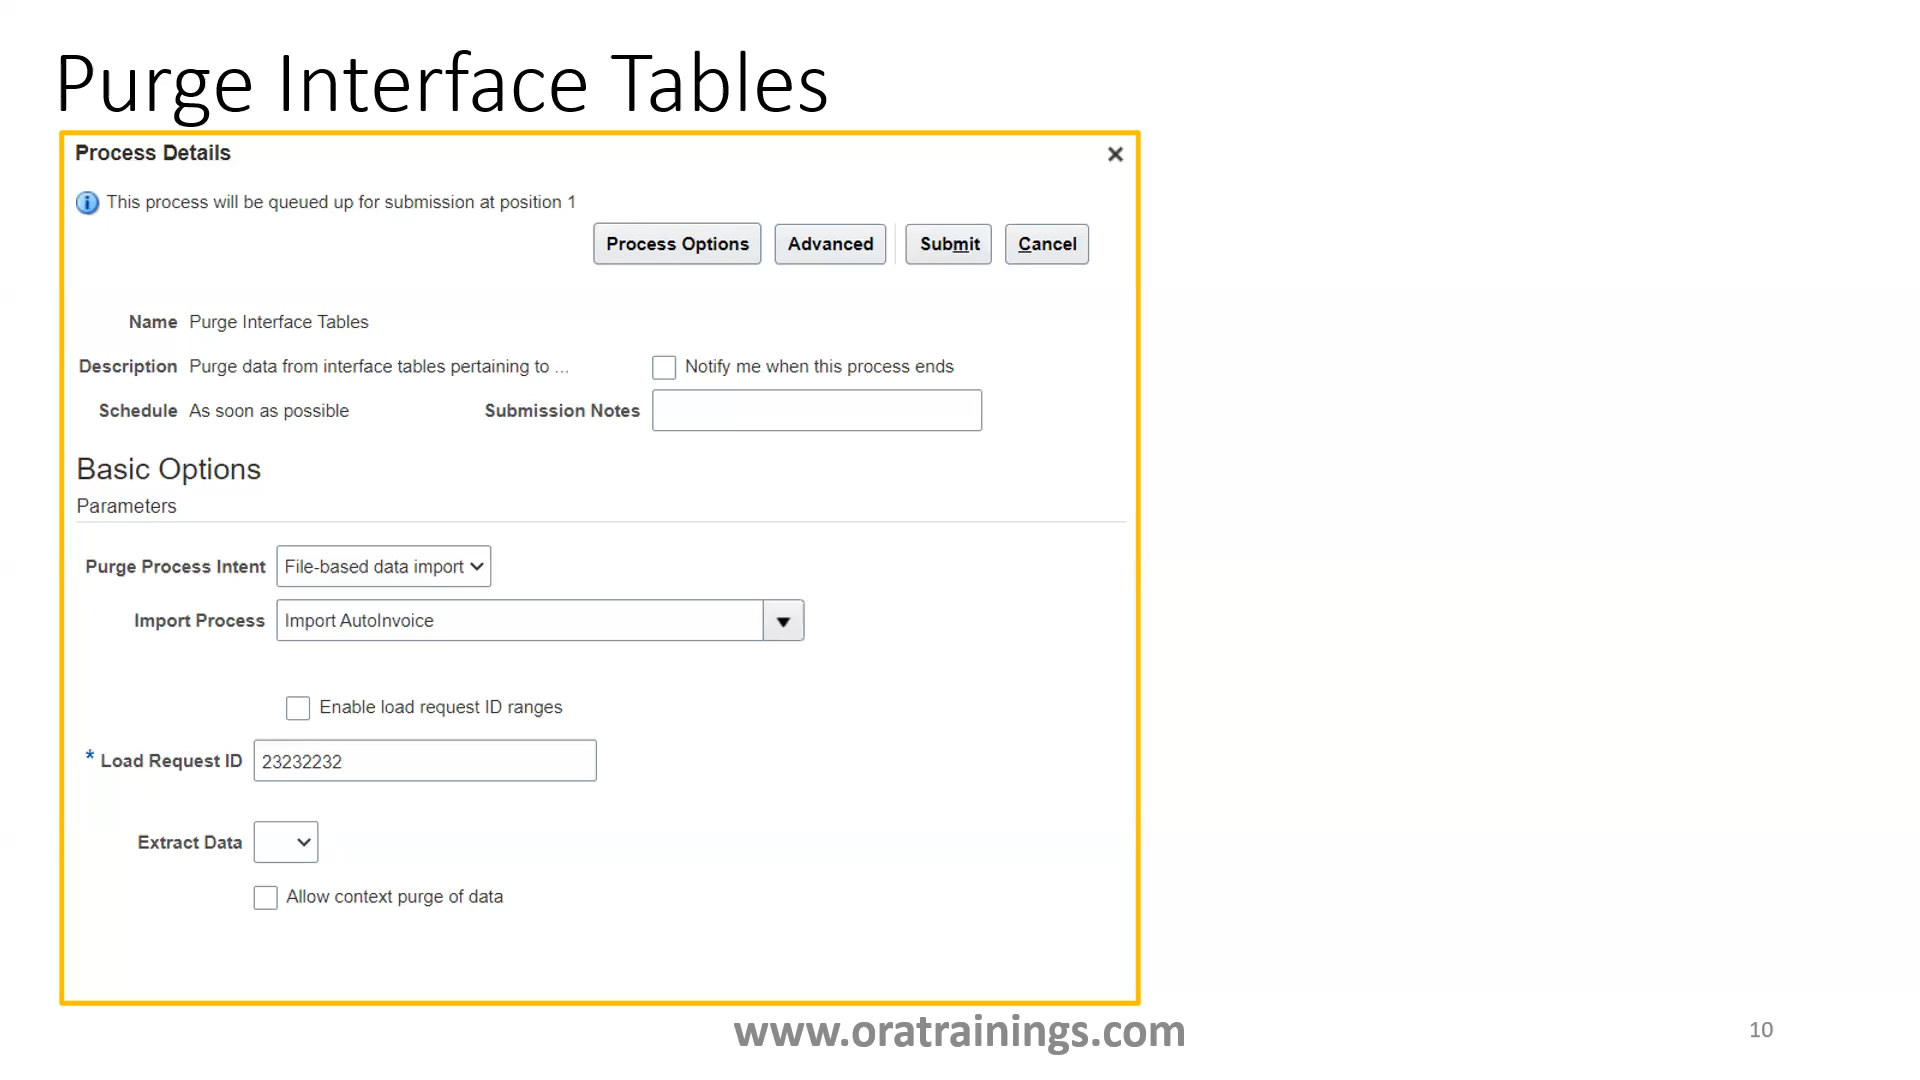 Purge Interface Tables
Process Details
This process will be queued up for submission at position 1
Process Options Advanced Submit Cancel
Name Purge Interface Tables
Description Purge data from interface tables pertaining to ... Notify me when this process ends
Schedule As soon as possible Submission Notes
Basic Options
Parameters
Purge Process Intent File-based data import
Import Process Import AutoInvoice
Enable load request ID ranges
* Load Request ID 23232232
Extract Data
Allow context purge of data
www.oratrainings.com
10